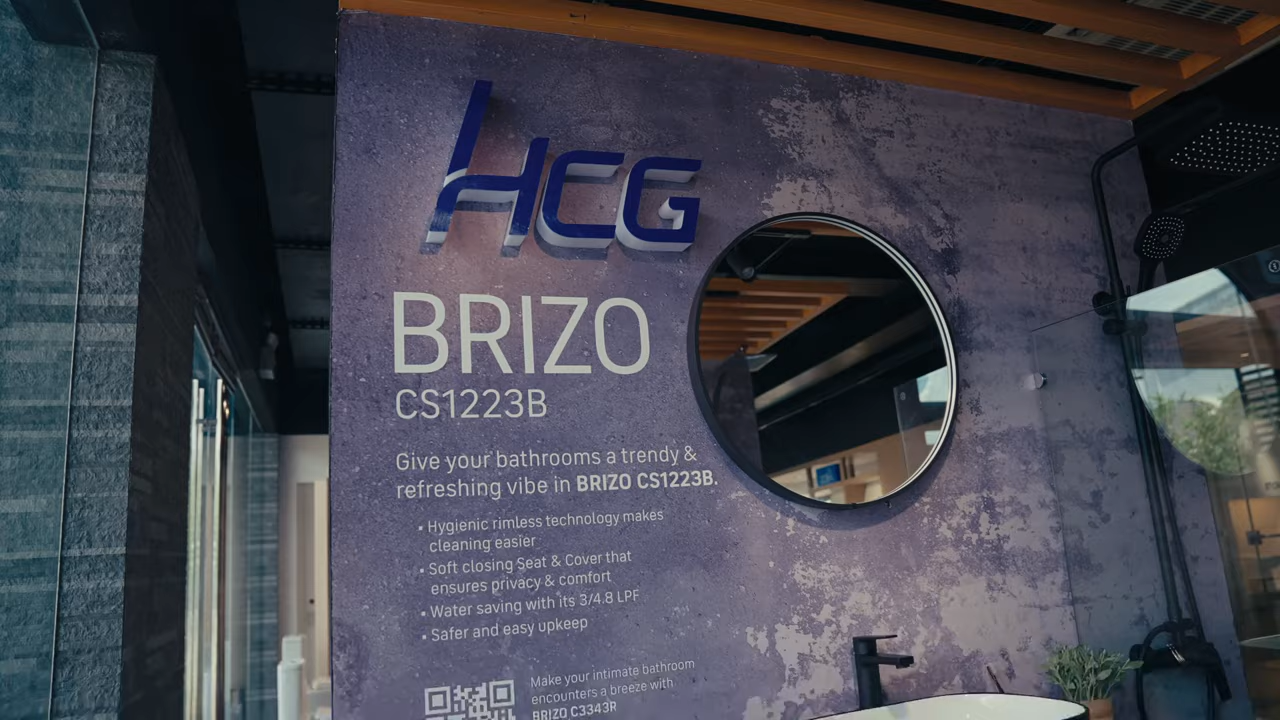 HCG
BRIZO
CS1223B
Give your bathrooms a trendy &
refreshing vibe in BRIZO CS1223B.
• Hygienic rimless technology makes
cleaning easier
• Soft closing Seat & Cover that
ensures privacy & comfort
• Water saving with its 3/4.8 LPF
• Safer and easy upkeep
Make your intimate bathroom
encounters a breeze with
BRIZO C3343R